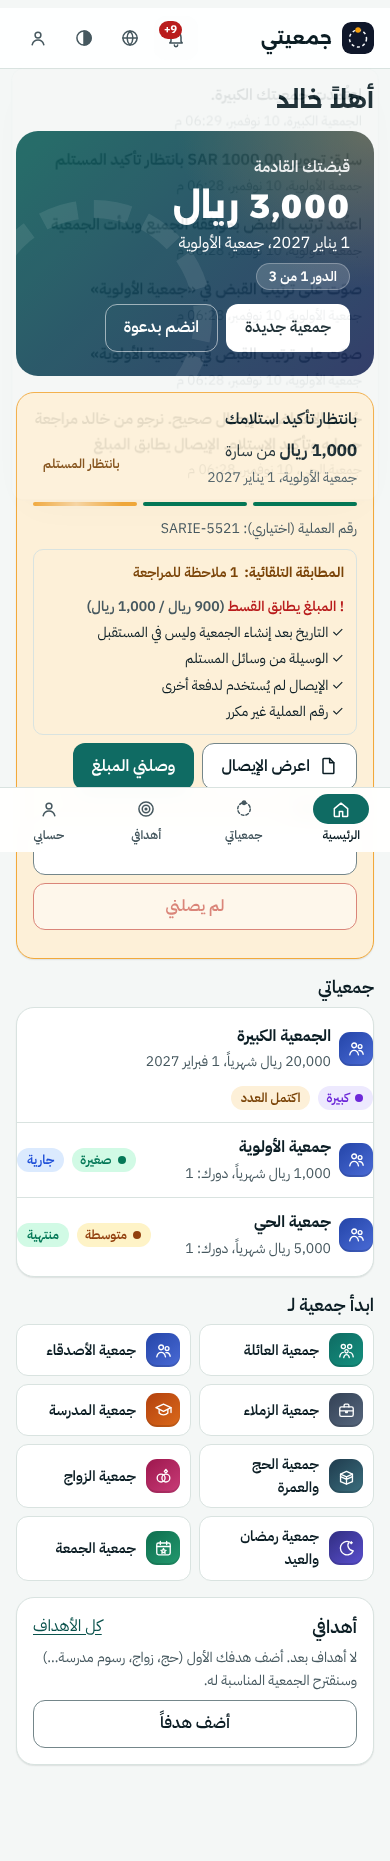 جمعيتي
9+
أهلاً خالد
قبضتك القادمة
3,000 ريال
1 يناير 2027، جمعية الأولوية
الدور 1 من 3
جمعية جديدة
انضم بدعوة
بانتظار تأكيد استلامك
1,000 ريال من سارة
جمعية الأولوية، 1 يناير 2027
بانتظار المستلم
رقم العملية (اختياري): SARIE-5521
المطابقة التلقائية: 1 ملاحظة للمراجعة
! المبلغ يطابق القسط (900 ريال / 1,000 ريال)
✓ التاريخ بعد إنشاء الجمعية وليس في المستقبل
✓ الوسيلة من وسائل المستلم
✓ الإيصال لم يُستخدم لدفعة أخرى
✓ رقم العملية غير مكرر
اعرض الإيصال
وصلني المبلغ
الرئيسية
جمعياتي
أهدافي
حسابي
لم يصلني
جمعياتي
الجمعية الكبيرة
20,000 ريال شهرياً، 1 فبراير 2027
كبيرة
اكتمل العدد
جمعية الأولوية
1,000 ريال شهرياً، دورك: 1
صغيرة
جارية
جمعية الحي
5,000 ريال شهرياً، دورك: 1
متوسطة
منتهية
ابدأ جمعية لـ
جمعية العائلة
جمعية الأصدقاء
جمعية الزملاء
جمعية المدرسة
جمعية الحج
والعمرة
جمعية الزواج
جمعية رمضان
والعيد
جمعية الجمعة
أهدافي
كل الأهداف
لا أهداف بعد. أضف هدفك الأول (حج، زواج، رسوم مدرسة...)
وسنقترح الجمعية المناسبة له.
أضف هدفاً